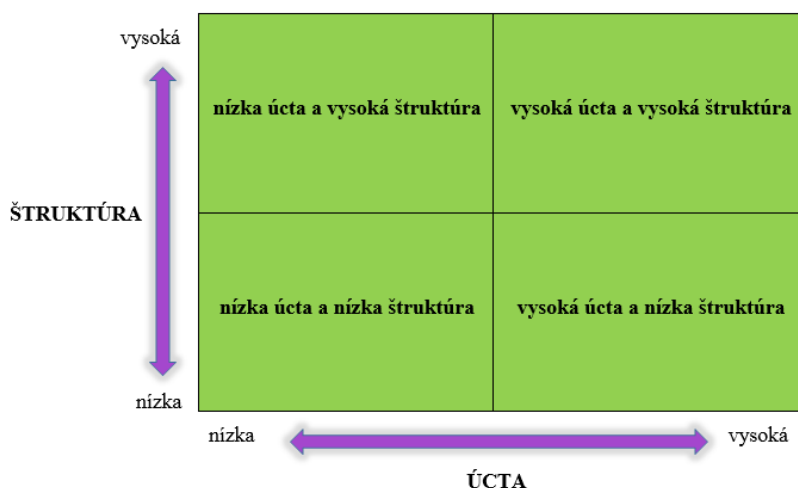 vysoká
nízka úcta a vysoká štruktúra
vysoká úcta a vysoká štruktúra
ŠTRUKTÚRA
nízka úcta a nízka štruktúra
vysoká úcta a nízka štruktúra
nízka
nízka
vysoká
ÚCTA